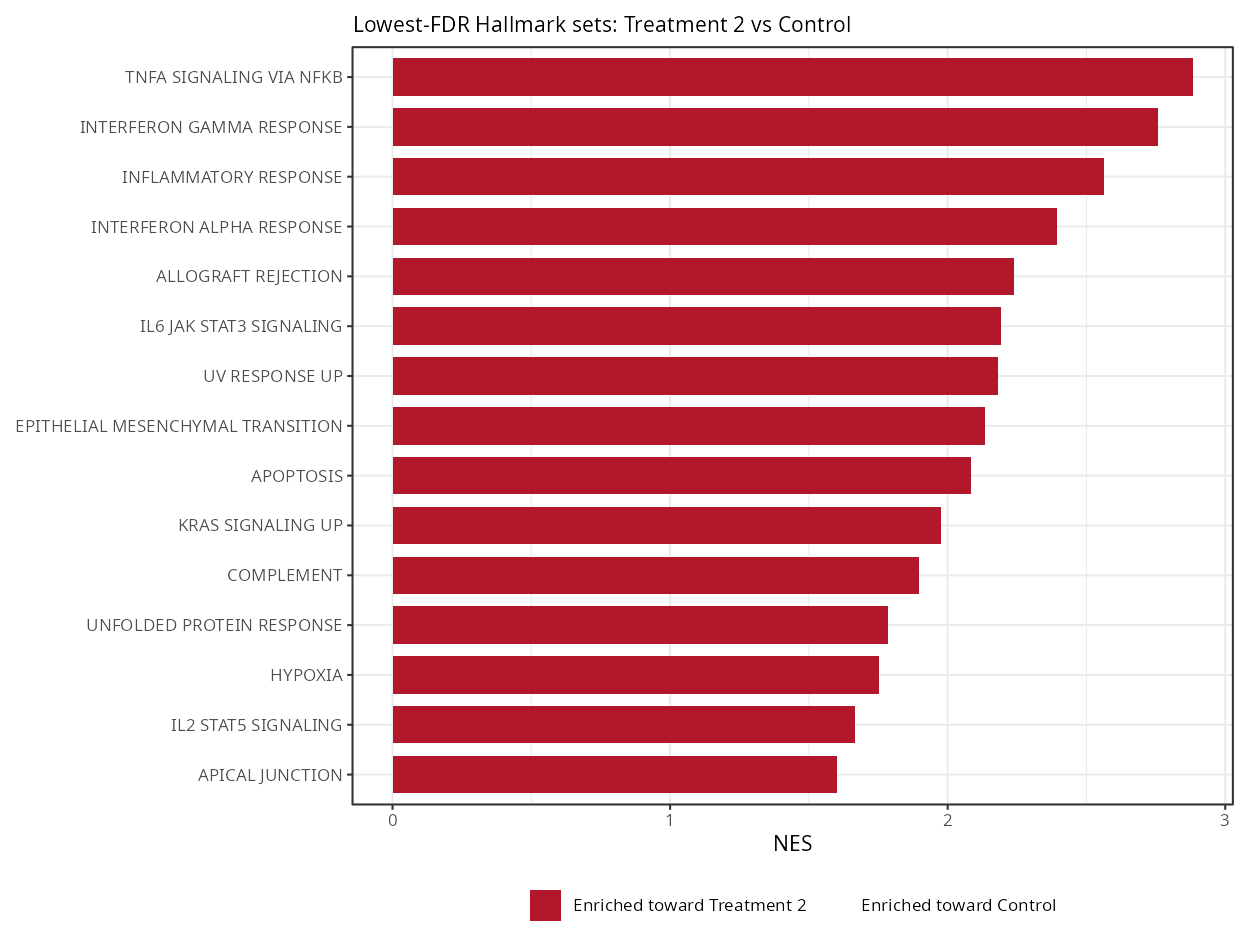 Lowest-FDR Hallmark sets: Treatment 2 vs Control
TNFA SIGNALING VIA NFKB
INTERFERON GAMMA RESPONSE
INFLAMMATORY RESPONSE
INTERFERON ALPHA RESPONSE
ALLOGRAFT REJECTION
IL6 JAK STAT3 SIGNALING
UV RESPONSE UP
EPITHELIAL MESENCHYMAL TRANSITION
APOPTOSIS
KRAS SIGNALING UP
COMPLEMENT
UNFOLDED PROTEIN RESPONSE
HYPOXIA
IL2 STAT5 SIGNALING
APICAL JUNCTION
0 1 2 3
NES
Enriched toward Treatment 2 Enriched toward Control